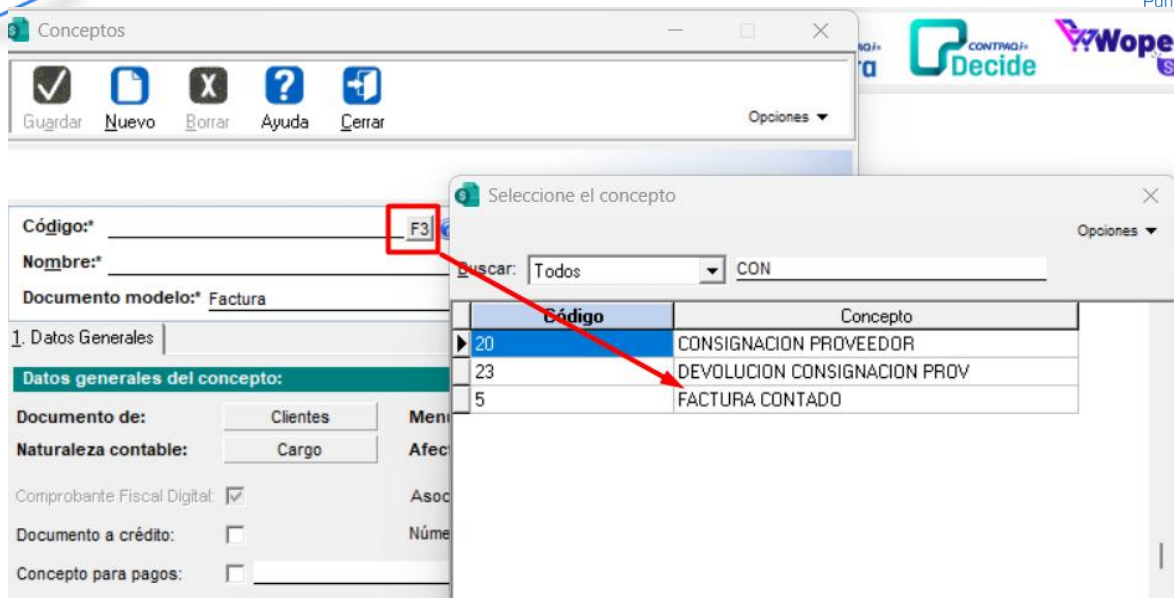 Conceptos
CONTPAQi
Decide
Wope
Guardar Nuevo Borrar Ayuda Cerrar
Opciones
Seleccione el concepto
Opciones
Código:* F3
Nombre:*
Documento modelo:* Factura
Buscar: Todos CON
Código Concepto
20 CONSIGNACION PROVEEDOR
23 DEVOLUCION CONSIGNACION PROV
5 FACTURA CONTADO
1. Datos Generales
Datos generales del concepto:
Documento de: Clientes
Naturaleza contable: Cargo
Comprobante Fiscal Digital:
Documento a crédito:
Concepto para pagos: